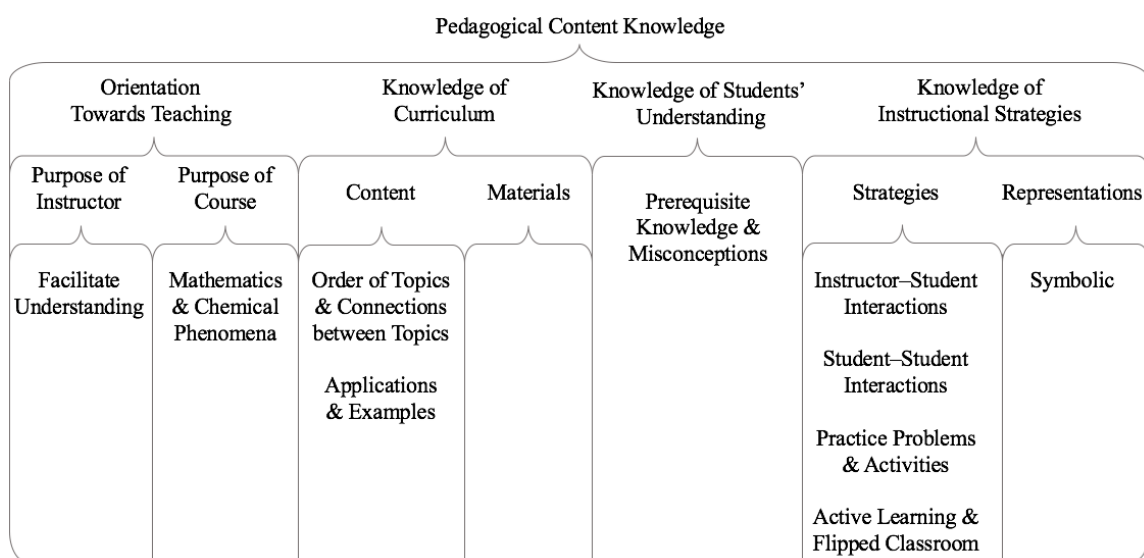 Pedagogical Content Knowledge
Orientation
Towards Teaching
Knowledge of
Curriculum
Knowledge of Students’
Understanding
Knowledge of
Instructional Strategies
Purpose of
Instructor
Purpose of
Course
Content
Materials
Prerequisite
Knowledge &
Misconceptions
Strategies
Representations
Facilitate
Understanding
Mathematics
& Chemical
Phenomena
Order of Topics
& Connections
between Topics
Applications
& Examples
Instructor–Student
Interactions
Student–Student
Interactions
Practice Problems
& Activities
Active Learning &
Flipped Classroom
Symbolic